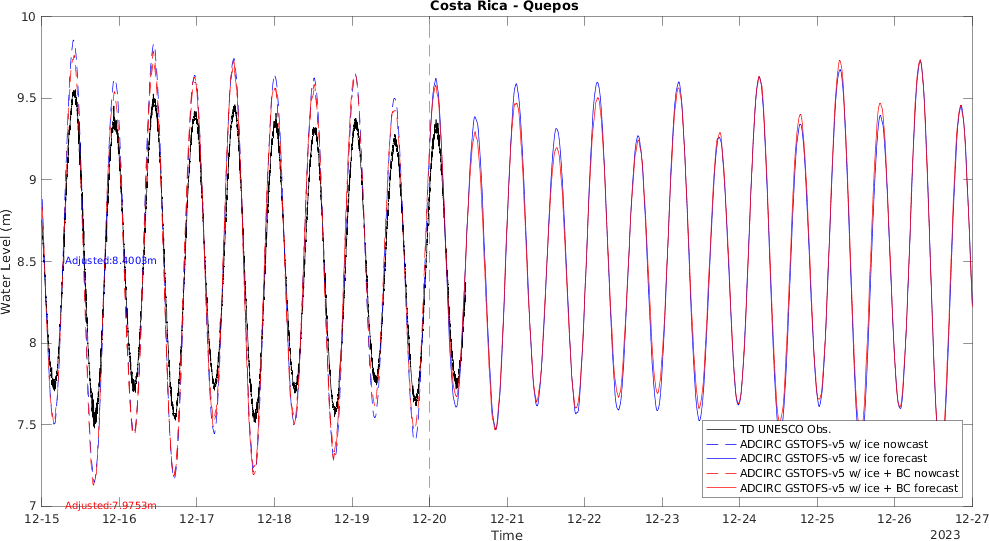 Costa Rica - Quepos
10
9.5
9
8.5
8
7.5
7
Water Level (m)
Adjusted:8.4003m
Adjusted:7.9753m
TD UNESCO Obs.
ADCIRC GSTOFS-v5 w/ ice nowcast
ADCIRC GSTOFS-v5 w/ ice forecast
ADCIRC GSTOFS-v5 w/ ice + BC nowcast
ADCIRC GSTOFS-v5 w/ ice + BC forecast
12-15 12-16 12-17 12-18 12-19 12-20 12-21 12-22 12-23 12-24 12-25 12-26 12-27
Time
2023